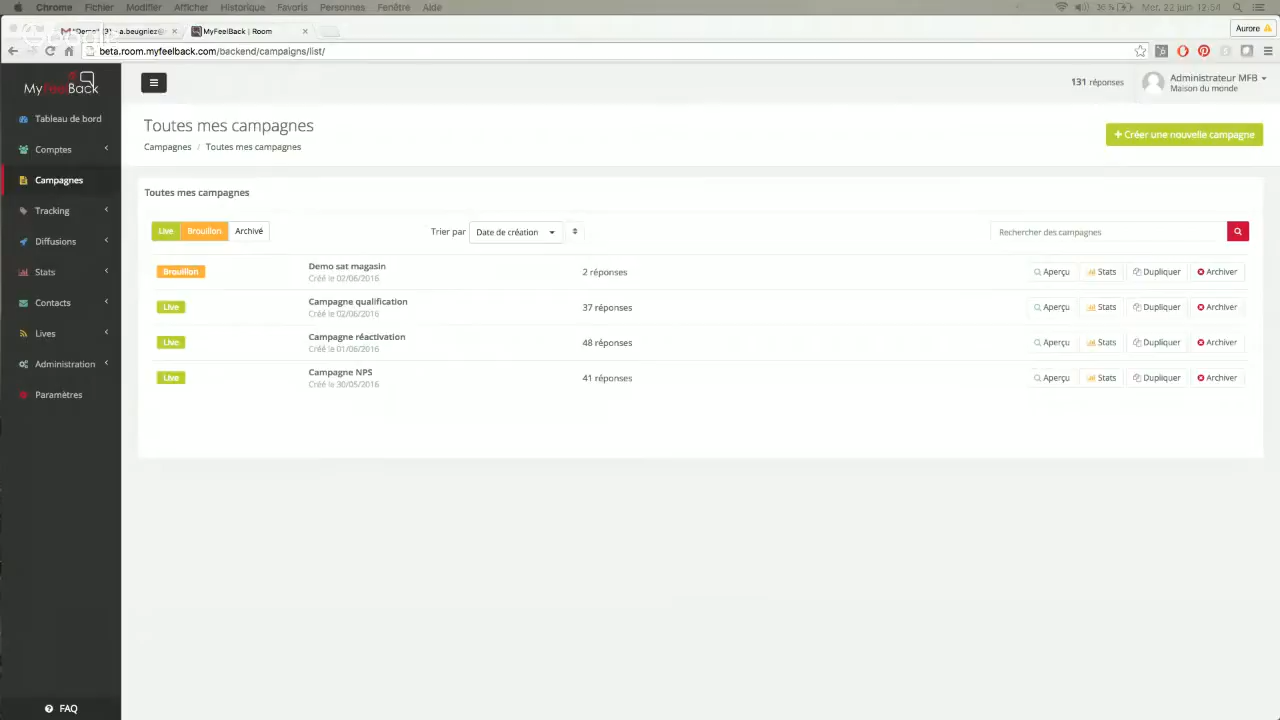 Chrome Fichier Modifier Afficher Historique Favoris Personnes Fenêtre Aide 36 % Mer. 22 juin 12:54 Aurore
MyFeelBack | Room Aurore
beta.room.myfeelback.com/backend/campaigns/list/
MyFeelBack
131 réponses
Administrateur MFB
Maison du monde
Tableau de bord
Comptes
Campagnes
Tracking
Diffusions
Stats
Contacts
Lives
Administration
Paramètres
FAQ
Toutes mes campagnes
Campagnes / Toutes mes campagnes
+ Créer une nouvelle campagne
Toutes mes campagnes
Live Brouillon Archivé Trier par Date de création Rechercher des campagnes
Brouillon Demo sat magasin 2 réponses Aperçu Stats Dupliquer Archiver
Créé le 02/06/2016
Live Campagne qualification 37 réponses Aperçu Stats Dupliquer Archiver
Créé le 02/06/2016
Live Campagne réactivation 48 réponses Aperçu Stats Dupliquer Archiver
Créé le 01/06/2016
Live Campagne NPS 41 réponses Aperçu Stats Dupliquer Archiver
Créé le 30/05/2016